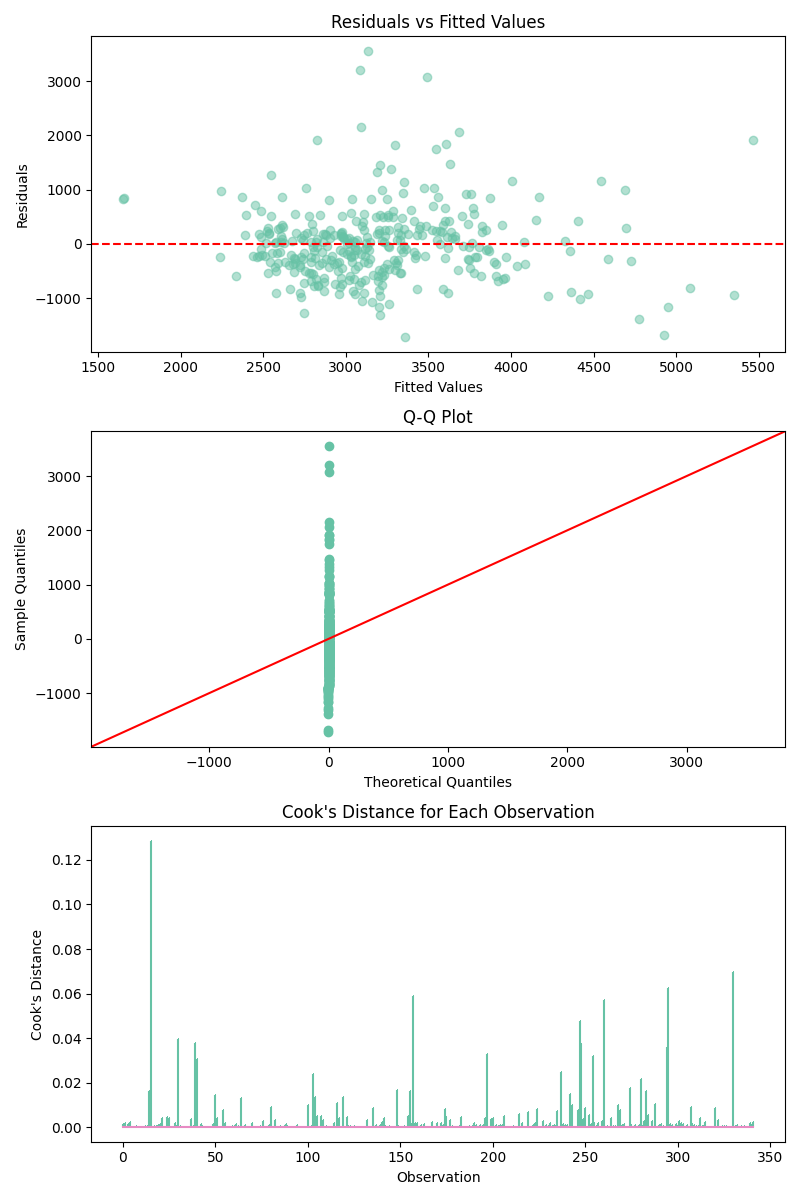 Residuals vs Fitted Values
3000
2000
1000
0
−1000
Residuals
1500 2000 2500 3000 3500 4000 4500 5000 5500
Fitted Values
Q-Q Plot
3000
2000
1000
0
−1000
Sample Quantiles
−1000 0 1000 2000 3000
Theoretical Quantiles
Cook's Distance for Each Observation
0.12
0.10
0.08
0.06
0.04
0.02
0.00
Cook's Distance
0 50 100 150 200 250 300 350
Observation